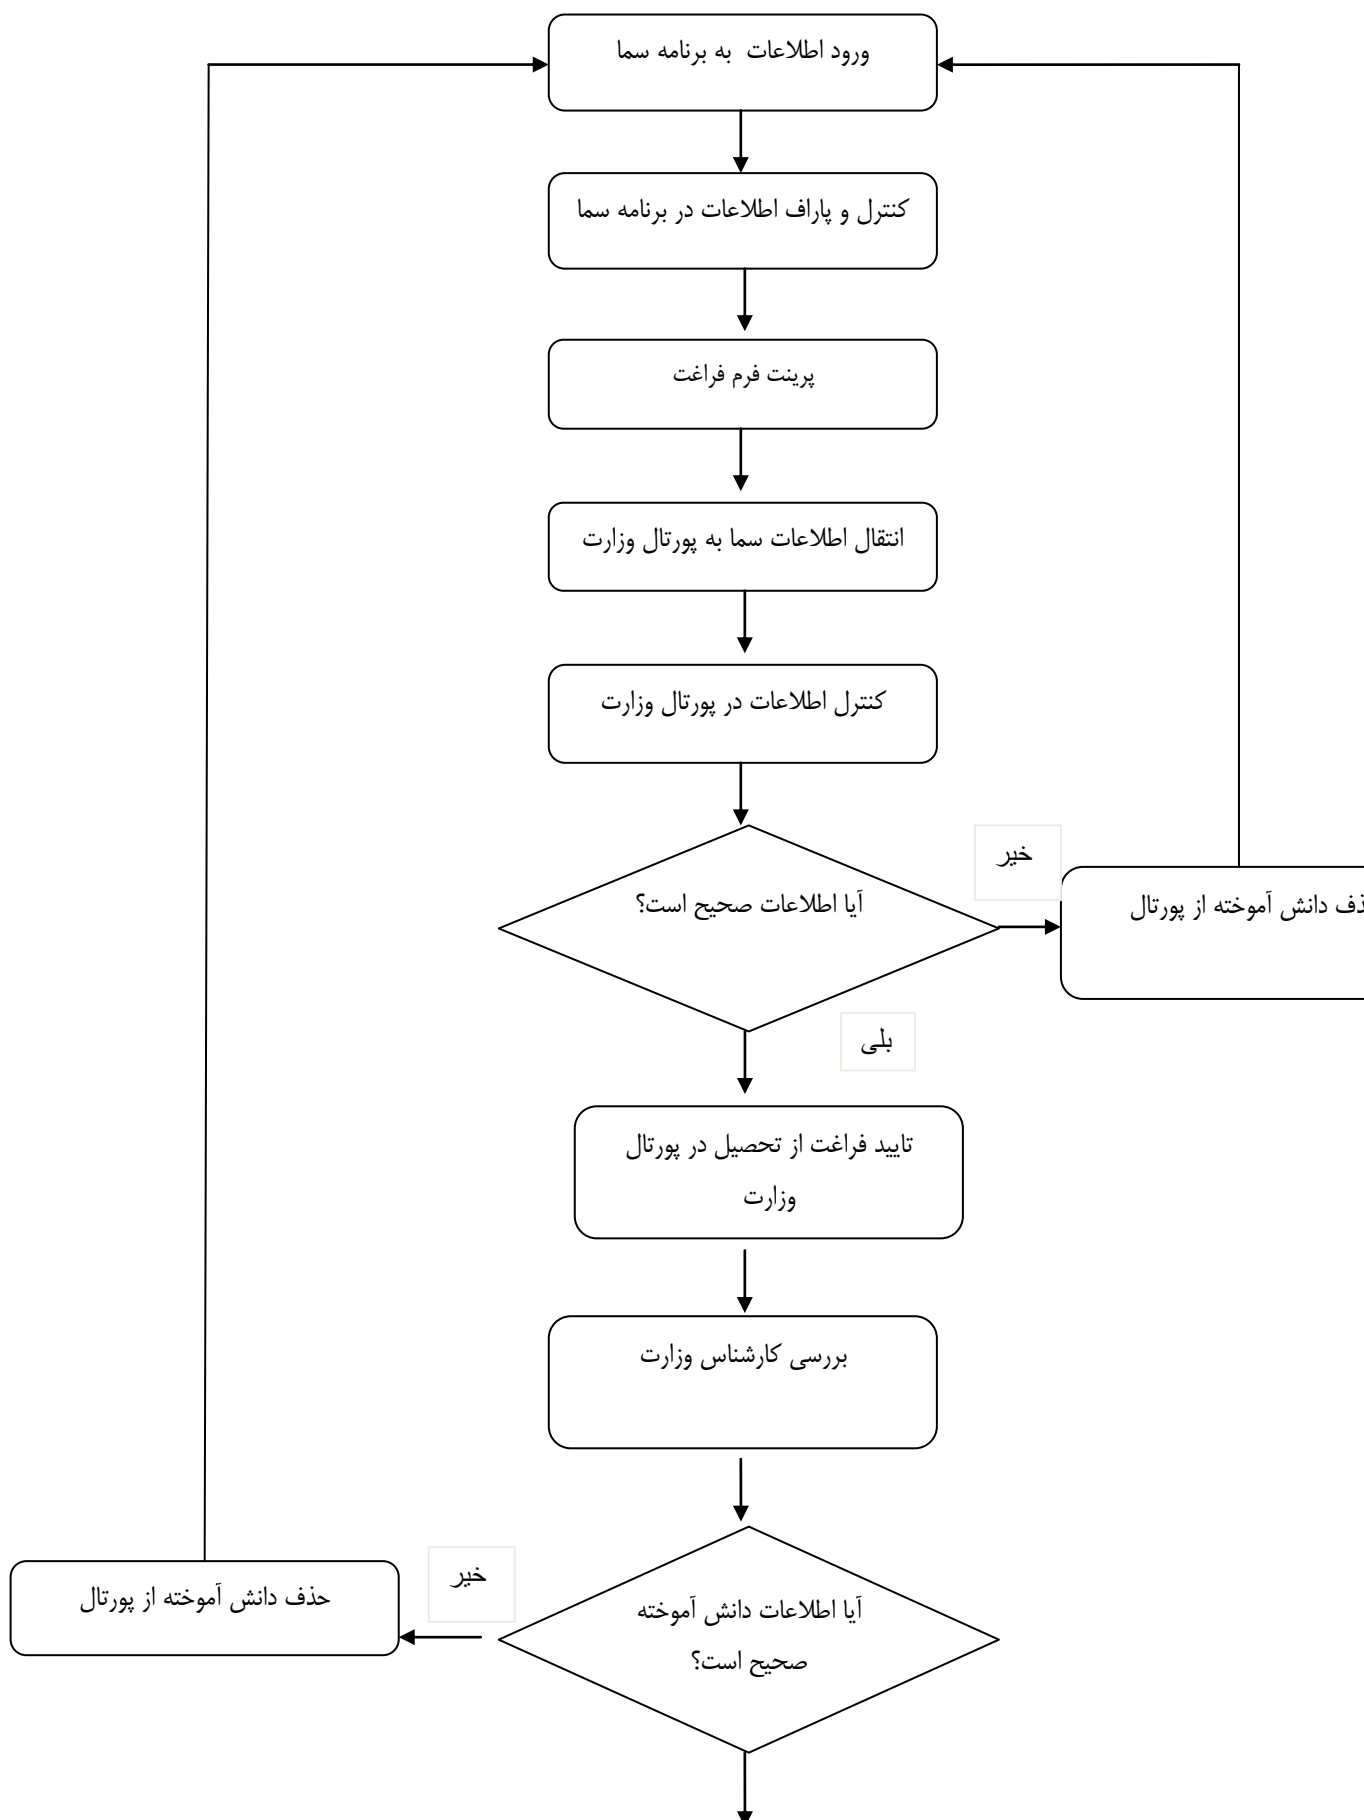 ورود اطلاعات به برنامه سما
کنترل و پاراف اطلاعات در برنامه سما
پرینت فرم فراغت
انتقال اطلاعات سما به پورتال وزارت
کنترل اطلاعات در پورتال وزارت
آیا اطلاعات صحیح است؟
خیر
دانش آموخته از پورتال
بلی
تایید فراغت از تحصیل در پورتال
وزارت
بررسی کارشناس وزارت
آیا اطلاعات دانش آموخته
صحیح است؟
خیر
حذف دانش آموخته از پورتال